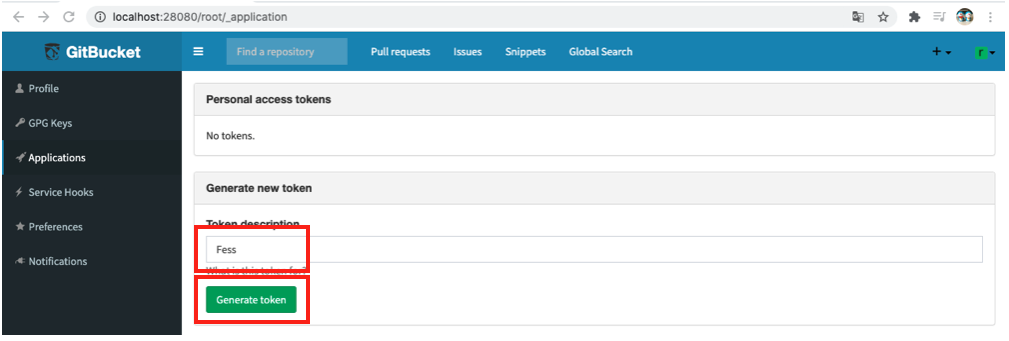 localhost:28080/root/_application
GitBucket
Find a repository
Pull requests
Issues
Snippets
Global Search
Profile
GPG Keys
Applications
Service Hooks
Preferences
Notifications
Personal access tokens
No tokens.
Generate new token
Token description
Fess
What is this token for?
Generate token